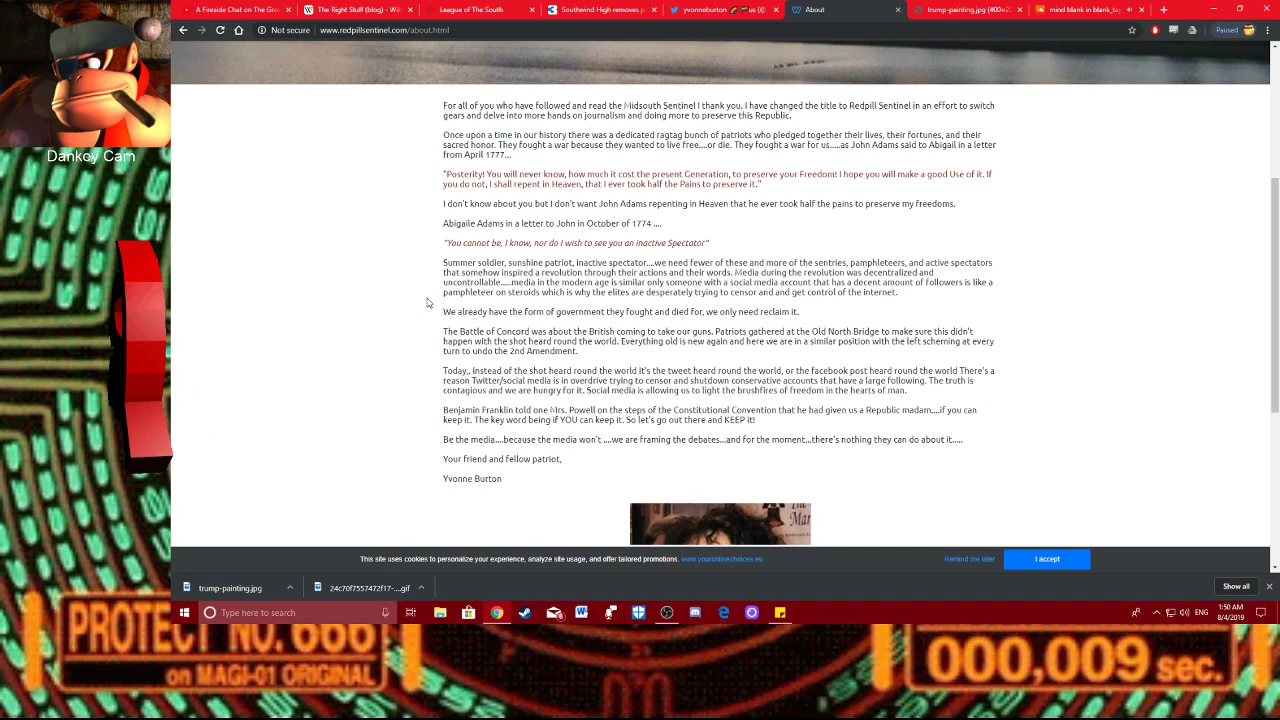 A Fireside Chat on The Gro
The Right Stuff (blog) - Wik
League of The South
Southwind High removes p
yvonneburton
us (@
About
trump-painting.jpg (400×2
mind blank in blank_ta
Not secure
www.redpillsentinel.com/about.html
Paused
For all of you who have followed and read the Midsouth Sentinel I thank you. I have changed the title to Redpill Sentinel in an effort to switch
gears and delve into more hands on journalism and doing more to preserve this Republic.
Once upon a time in our history there was a dedicated ragtag bunch of patriots who pledged together their lives, their fortunes, and their
sacred honor. They fought a war because they wanted to live free....or die. They fought a war for us.....as John Adams said to Abigail in a letter
from April 1777...
"Posterity! You will never know, how much it cost the present Generation, to preserve your Freedom! I hope you will make a good Use of it. If
you do not, I shall repent in Heaven, that I ever took half the Pains to preserve it."
I don't know about you but I don't want John Adams repenting in Heaven that he ever took half the pains to preserve my freedoms.
Abigaile Adams in a letter to John in October of 1774 ....
"You cannot be, I know, nor do I wish to see you an inactive Spectator"
Summer soldier, sunshine patriot, inactive spectator....we need fewer of these and more of the sentries, pamphleteers, and active spectators
that somehow inspired a revolution through their actions and their words. Media during the revolution was decentralized and
uncontrollable.....media in the modern age is similar only someone with a social media account that has a decent amount of followers is like a
pamphleteer on steroids which is why the elites are desperately trying to censor and and get control of the internet.
We already have the form of government they fought and died for, we only need reclaim it.
The Battle of Concord was about the British coming to take our guns. Patriots gathered at the Old North Bridge to make sure this didn't
happen with the shot heard round the world. Everything old is new again and here we are in a similar position with the left scheming at every
turn to undo the 2nd Amendment.
Today,. instead of the shot heard round the world it's the tweet heard round the world, or the facebook post heard round the world There's a
reason Twitter/social media is in overdrive trying to censor and shutdown conservative accounts that have a large following. The truth is
contagious and we are hungry for it. Social media is allowing us to light the brushfires of freedom in the hearts of man.
Benjamin Franklin told one Mrs. Powell on the steps of the Constitutional Convention that he had given us a Republic madam....if you can
keep it. The key word being if YOU can keep it. So let's go out there and KEEP it!
Be the media....because the media won't ....we are framing the debates...and for the moment...there's nothing they can do about it.....
Your friend and fellow patriot,
Yvonne Burton
This site uses cookies to personalize your experience, analyze site usage, and offer tailored promotions. www.youronlinechoices.eu
Remind me later
I accept
trump-painting.jpg
24c70f7557472f17-....gif
Show all
Type here to search
ENG
1:50 AM
8/4/2019
Dankey Cam
PROTECT NO. 666
on MAGI-01 ORIGINAL
000,009 sec.